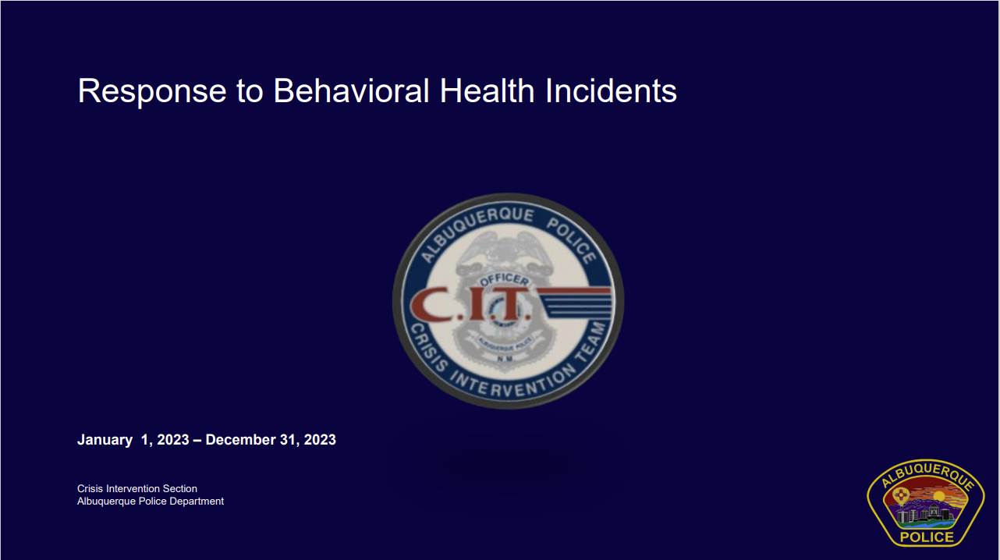 Response to Behavioral Health Incidents
ALBUQUERQUE POLICE
OFFICER
C.I.T.
ALBUQUERQUE POLICE
N.M.
CRISIS INTERVENTION TEAM
January  1, 2023 – December 31, 2023
Crisis Intervention Section
Albuquerque Police Department
ALBUQUERQUE
POLICE